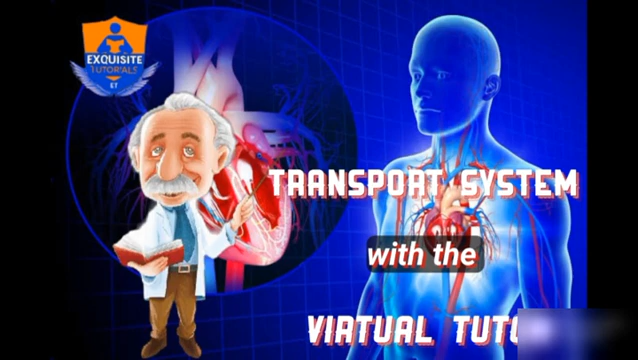 EXQUISITE
TUTORIALS
ET
TRANSPORT SYSTEM
with the
VIRTUAL